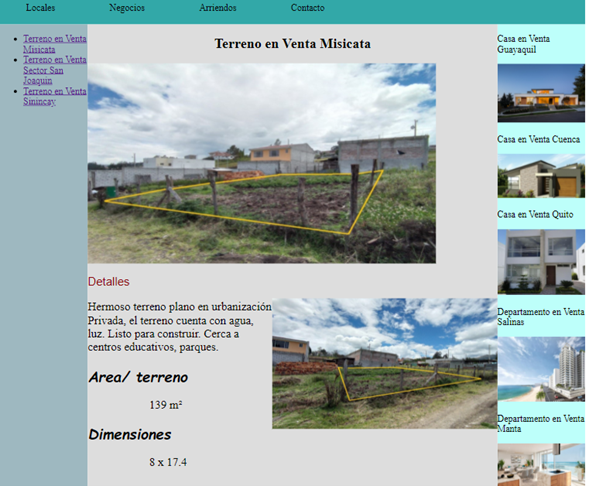 Locales Negocios Arriendos Contacto
Terreno en Venta
Misicata
Terreno en Venta
Sector San
Joaquin
Terreno en Venta
Sinincay
Terreno en Venta Misicata
Detalles
Hermoso terreno plano en urbanización
Privada, el terreno cuenta con agua,
luz. Listo para construir. Cerca a
centros educativos, parques.
Area/ terreno
139 m²
Dimensiones
8 x 17.4
Casa en Venta
Guayaquil
Casa en Venta Cuenca
Casa en Venta Quito
Departamento en Venta
Salinas
Departamento en Venta
Manta